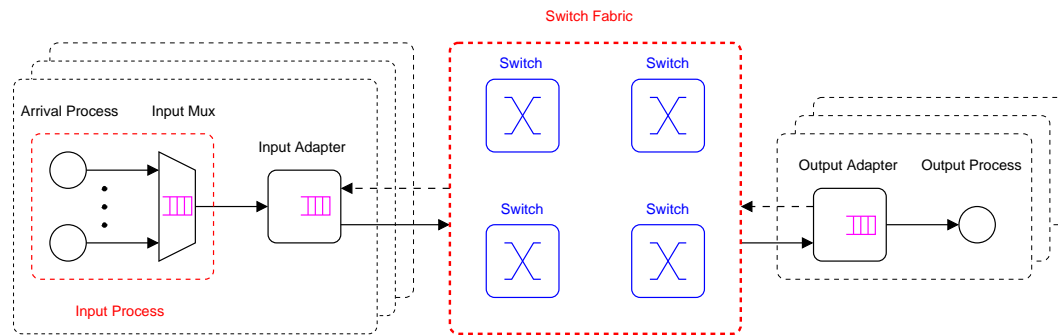 Switch Fabric
Switch
Switch
Arrival Process
Input Mux
Input Adapter
Output Adapter
Output Process
Switch
Switch
Input Process